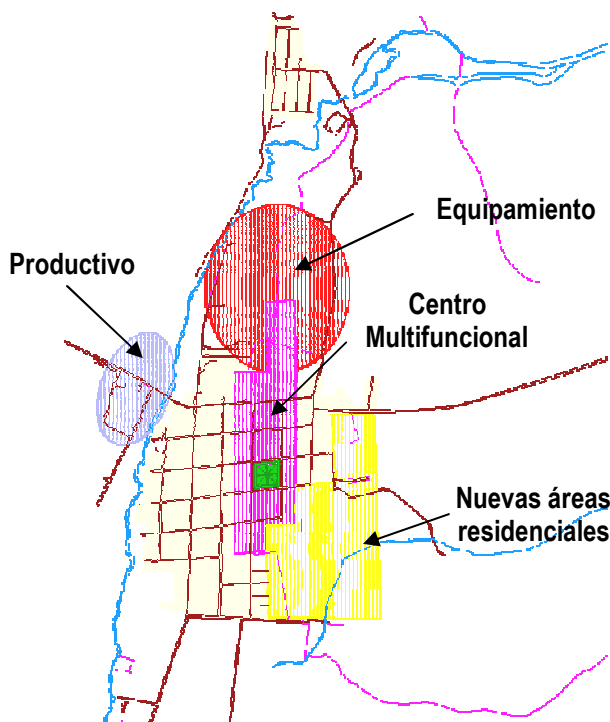 Equipamiento
Productivo
Centro
Multifuncional
Nuevas áreas
residenciales